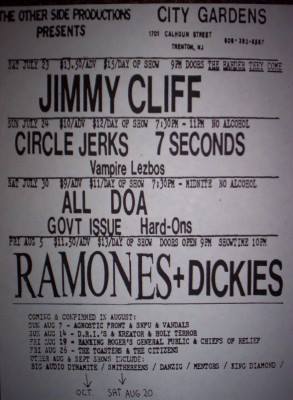 THE OTHER SIDE PRODUCTIONS
PRESENTS
CITY GARDENS
1701 CALHOUN STREET
TRENTON, NJ
SAT JULY 23 $13.50/ADV $15/DAY OF SHOW 9PM DOORS THE HARDER THEY COME
JIMMY CLIFF
SUN JULY 24 $10/ADV $12/DAY OF SHOW 7:30PM - 11PM NO ALCOHOL
CIRCLE JERKS 7 SECONDS
Vampire Lezbos
SAT JULY 30 $9/ADV $11/DAY OF SHOW 7:30PM - MIDNITE NO ALCOHOL
ALL DOA
GOVT ISSUE Hard-Ons
FRI AUG 5 $11.50/ADV $13/DAY OF SHOW DOORS OPEN 9PM SHOWTIME 10PM
RAMONES + DICKIES
COMING & CONFIRMED IN AUGUST:
SUN AUG 7 - AGNOSTIC FRONT & SNFU & VANDALS
SUN AUG 14 - D.R.I.'S & KREATOR & HOLY TERROR
FRI AUG 19 - RANKING ROGER'S GENERAL PUBLIC & CHIEFS OF RELIEF
FRI AUG 26 - THE TOASTERS & THE CITIZENS
OTHER AUG & SEPT SHOWS INCLUDE:
BIG AUDIO DYNAMITE / SMITHEREENS / DANZIG / MENTORS / KING DIAMOND /
OCT. SAT AUG 20